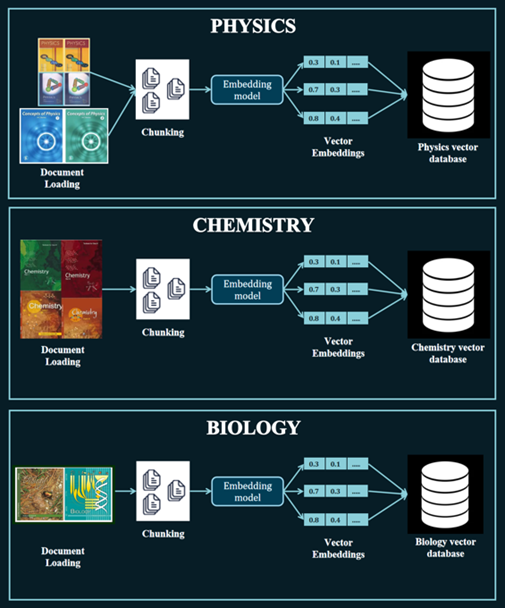 PHYSICS
PHYSICS
PHYSICS
Concepts of Physics
Concepts of Physics
Document
Loading
Chunking
Embedding
model
0.3 0.1 ....
0.7 0.3 ....
0.8 0.4 ....
Vector
Embeddings
Physics vector
database
CHEMISTRY
Chemistry
Chemistry
Chemistry
Chemistry
Document
Loading
Chunking
Embedding
model
0.3 0.1 ....
0.7 0.3 ....
0.8 0.4 ....
Vector
Embeddings
Chemistry vector
database
BIOLOGY
Document
Loading
Chunking
Embedding
model
0.3 0.1 ....
0.7 0.3 ....
0.8 0.4 ....
Vector
Embeddings
Biology vector
database